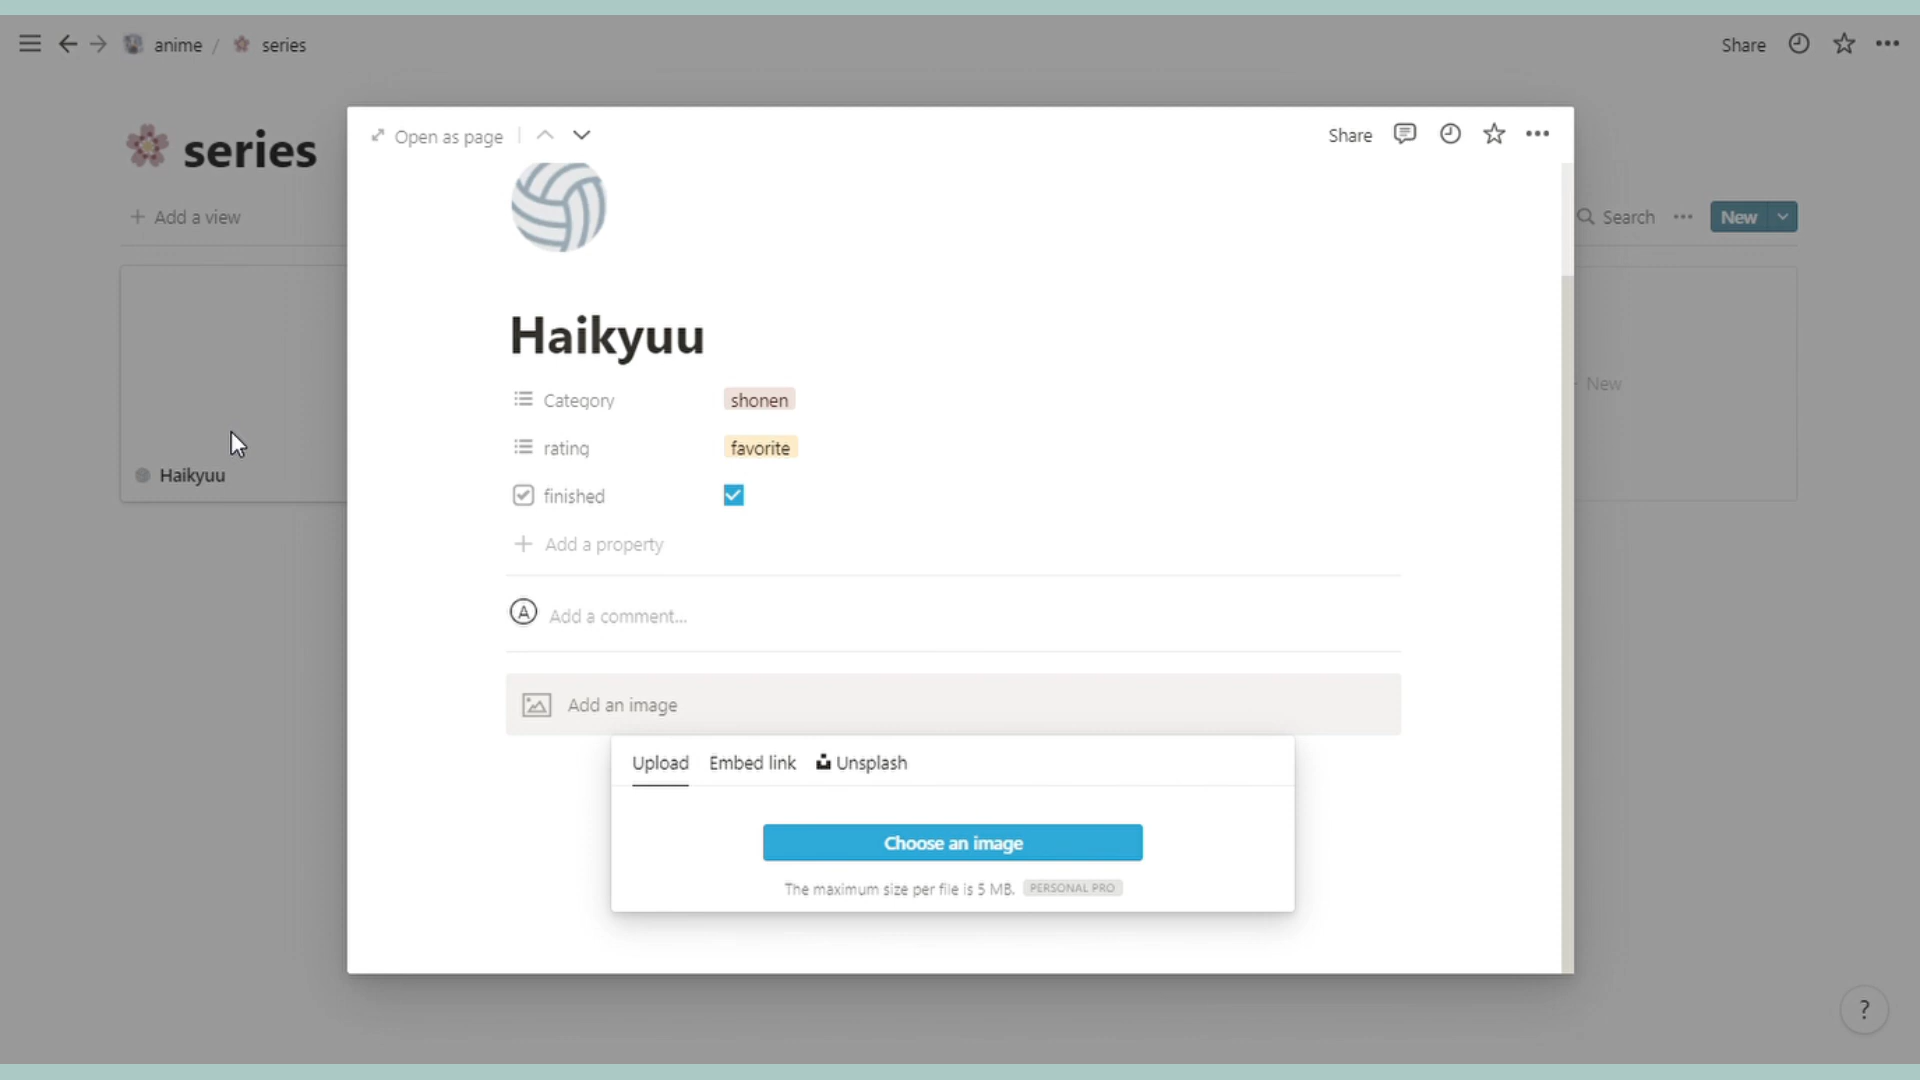 anime / series
Share
series
Add a view
Search
New
Haikyuu
New
Open as page
Share
Haikyuu
Category shonen
rating favorite
finished
Add a property
A Add a comment...
Add an image
Upload Embed link Unsplash
Choose an image
The maximum size per file is 5 MB. PERSONAL PRO
?